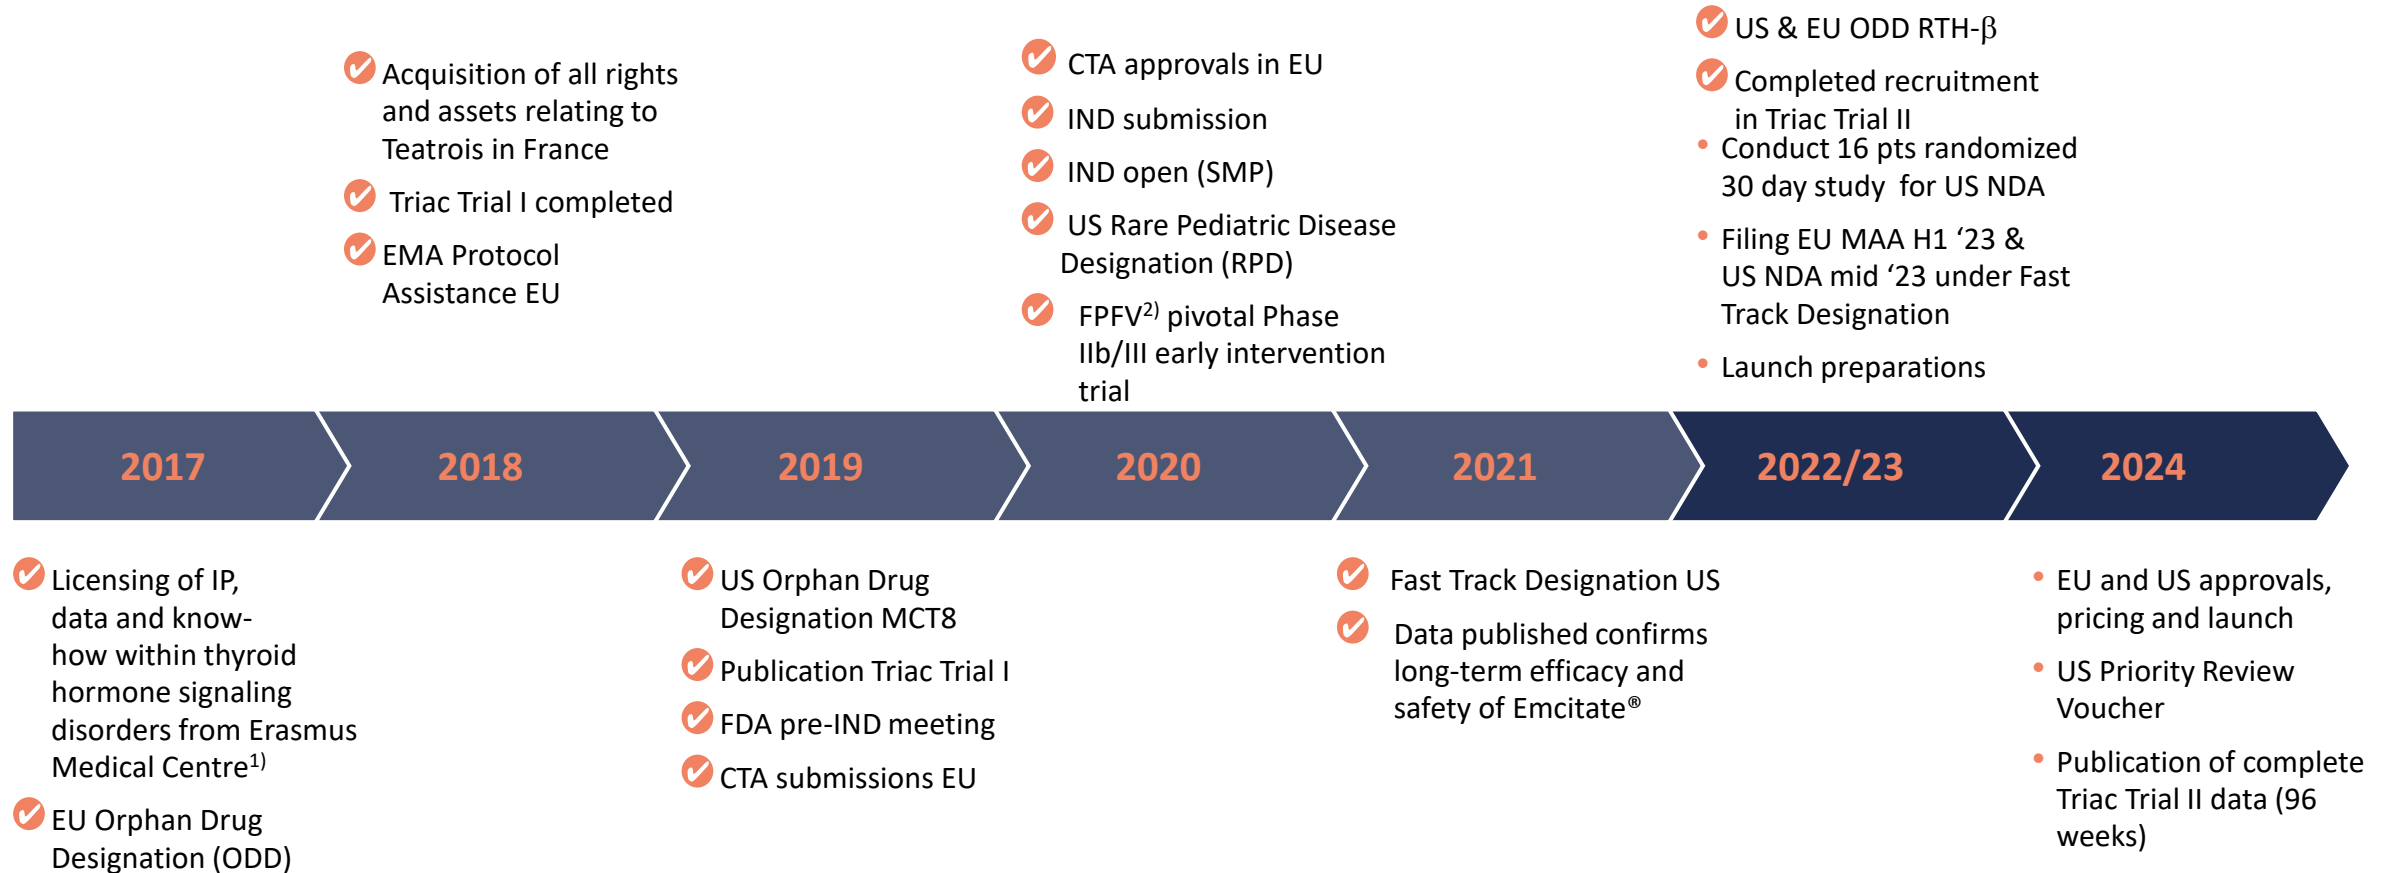 Acquisition of all rights
and assets relating to
Teatrois in France
Triac Trial I completed
EMA Protocol
Assistance EU
CTA approvals in EU
IND submission
IND open (SMP)
US Rare Pediatric Disease
Designation (RPD)
FPFV2) pivotal Phase
IIb/III early intervention
trial
US & EU ODD RTH-β
Completed recruitment
in Triac Trial II
• Conduct 16 pts randomized
30 day study for US NDA
• Filing EU MAA H1 ‘23 &
US NDA mid ‘23 under Fast
Track Designation
• Launch preparations
2017
2018
2019
2020
2021
2022/23
2024
Licensing of IP,
data and know-
how within thyroid
hormone signaling
disorders from Erasmus
Medical Centre1)
EU Orphan Drug
Designation (ODD)
US Orphan Drug
Designation MCT8
Publication Triac Trial I
FDA pre-IND meeting
CTA submissions EU
Fast Track Designation US
Data published confirms
long-term efficacy and
safety of Emcitate®
• EU and US approvals,
pricing and launch
• US Priority Review
Voucher
• Publication of complete
Triac Trial II data (96
weeks)